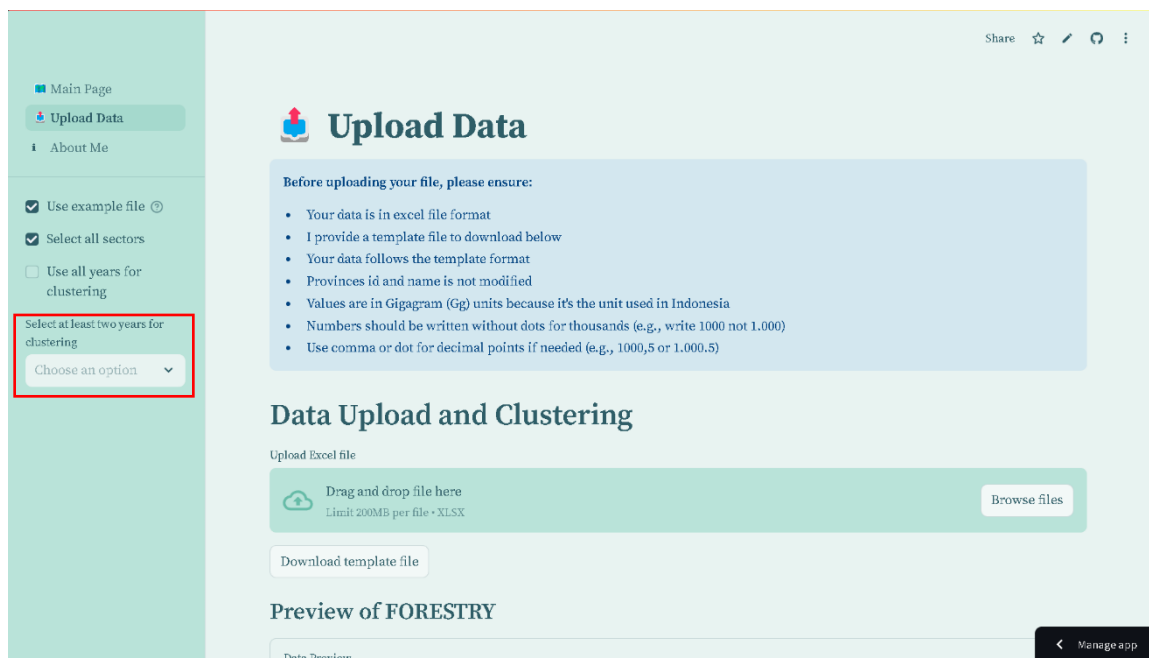 Share
Main Page
Upload Data
About Me
Use example file
Select all sectors
Use all years for
clustering
Select at least two years for
clustering
Choose an option
Upload Data
Before uploading your file, please ensure:
• Your data is in excel file format
• I provide a template file to download below
• Your data follows the template format
• Provinces id and name is not modified
• Values are in Gigagram (Gg) units because it's the unit used in Indonesia
• Numbers should be written without dots for thousands (e.g., write 1000 not 1.000)
• Use comma or dot for decimal points if needed (e.g., 1000,5 or 1.000.5)
Data Upload and Clustering
Upload Excel file
Drag and drop file here
Limit 200MB per file • XLSX
Browse files
Download template file
Preview of FORESTRY
Data Preview
Manage app